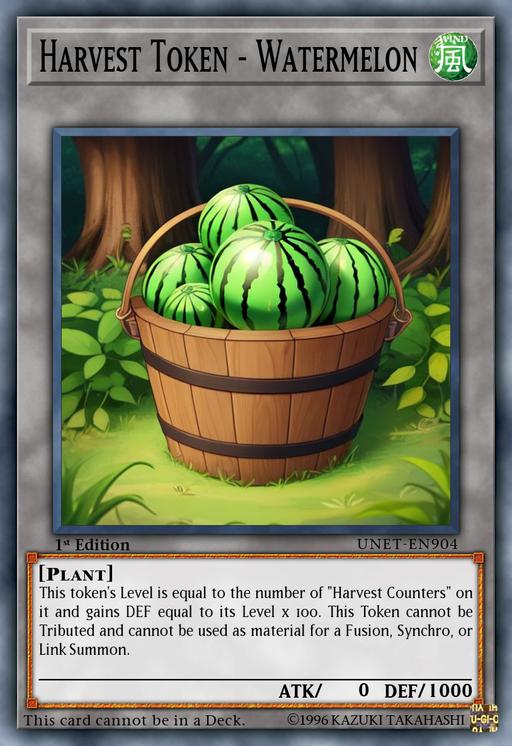 HARVEST TOKEN - WATERMELON
WIND
風
1st Edition
UNET-EN904
[PLANT]
This token's Level is equal to the number of "Harvest Counters" on
it and gains DEF equal to its Level x 100. This Token cannot be
Tributed and cannot be used as material for a Fusion, Synchro, or
Link Summon.
ATK/ 0 DEF/1000
This card cannot be in a Deck.
©1996 KAZUKI TAKAHASHI